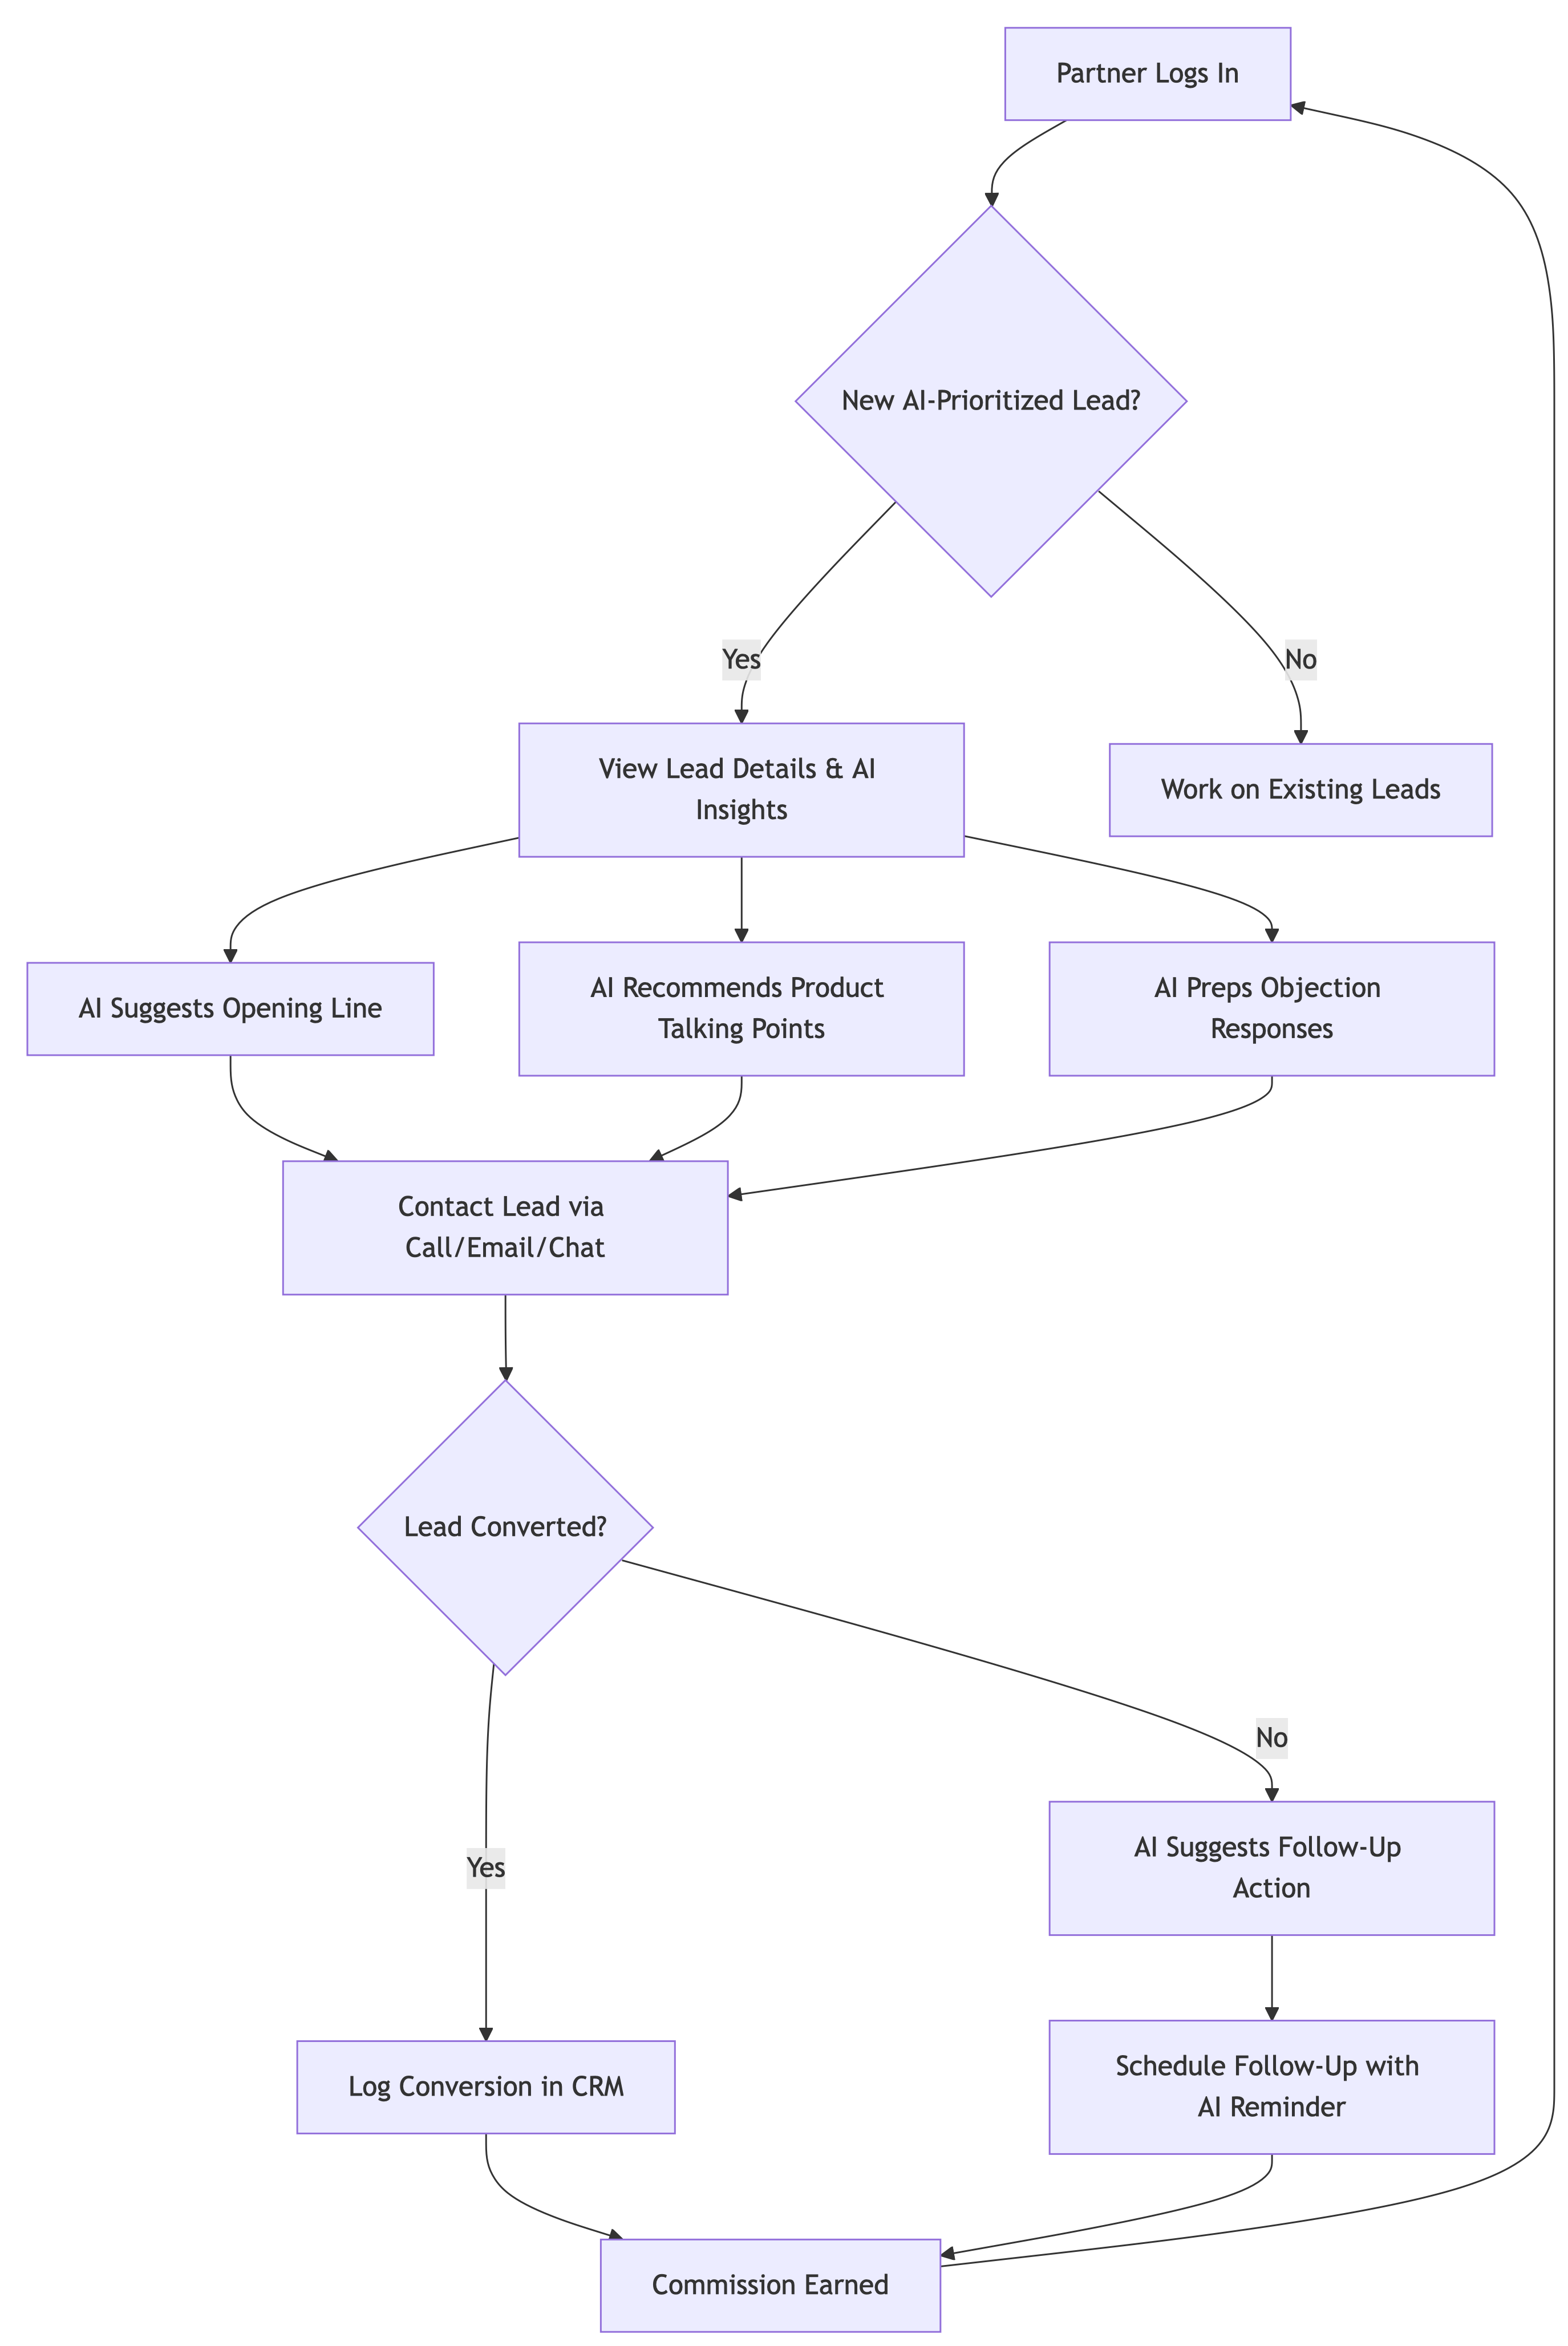 Partner Logs In
New AI-Prioritized Lead?
Yes
No
View Lead Details & AI
Insights
Work on Existing Leads
AI Suggests Opening Line
AI Recommends Product
Talking Points
AI Preps Objection
Responses
Contact Lead via
Call/Email/Chat
Lead Converted?
No
Yes
AI Suggests Follow-Up
Action
Log Conversion in CRM
Schedule Follow-Up with
AI Reminder
Commission Earned